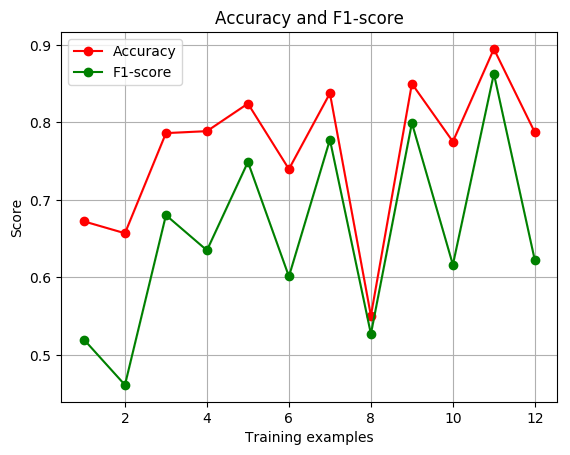 Accuracy and F1-score
Accuracy
F1-score
0.9
0.8
0.7
0.6
0.5
Score
2 4 6 8 10 12
Training examples